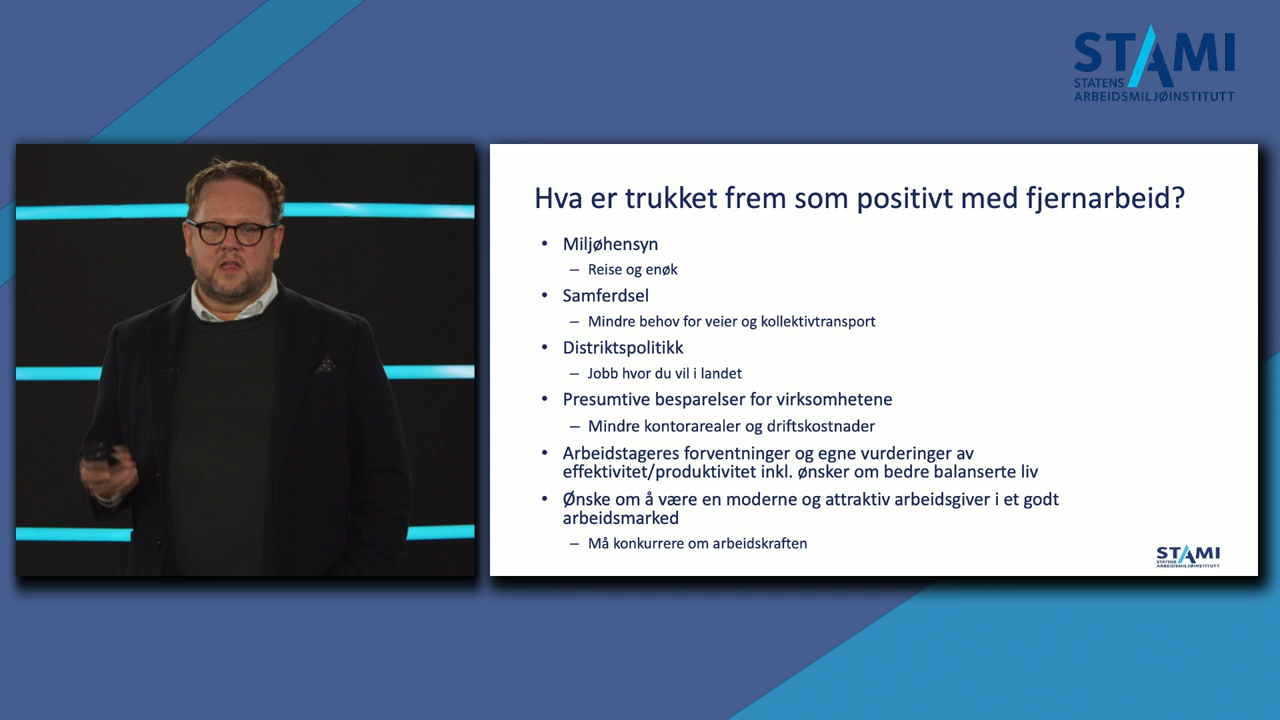 STAMI
STATENS
ARBEIDSMILJØINSTITUTT
Hva er trukket frem som positivt med fjernarbeid?
• Miljøhensyn
– Reise og enøk
• Samferdsel
– Mindre behov for veier og kollektivtransport
• Distriktspolitikk
– Jobb hvor du vil i landet
• Presumtive besparelser for virksomhetene
– Mindre kontorarealer og driftskostnader
• Arbeidstageres forventninger og egne vurderinger av
effektivitet/produktivitet inkl. ønsker om bedre balanserte liv
• Ønske om å være en moderne og attraktiv arbeidsgiver i et godt
arbeidsmarked
– Må konkurrere om arbeidskraften
STAMI
STATENS
ARBEIDSMILJØINSTITUTT